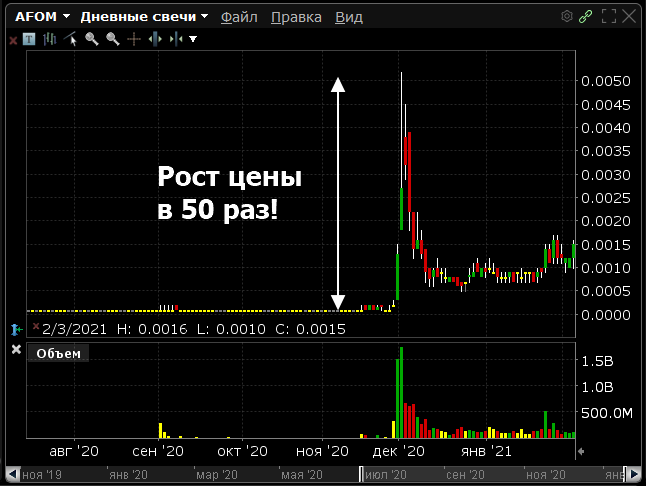 AFOM Дневные свечи Файл Правка Вид
T
0.0050
0.0045
0.0040
0.0035
0.0030
0.0025
0.0020
0.0015
0.0010
0.0005
0.0000
Рост цены
в 50 раз!
2/3/2021 H: 0.0016 L: 0.0010 C: 0.0015
Объем
1.5B
1.0B
500.0M
авг '20 сен '20 окт '20 ноя '20 дек '20 янв '21
ноя '19 янв '20 мар '20 май '20 июл '20 сен '20 ноя '20 янв